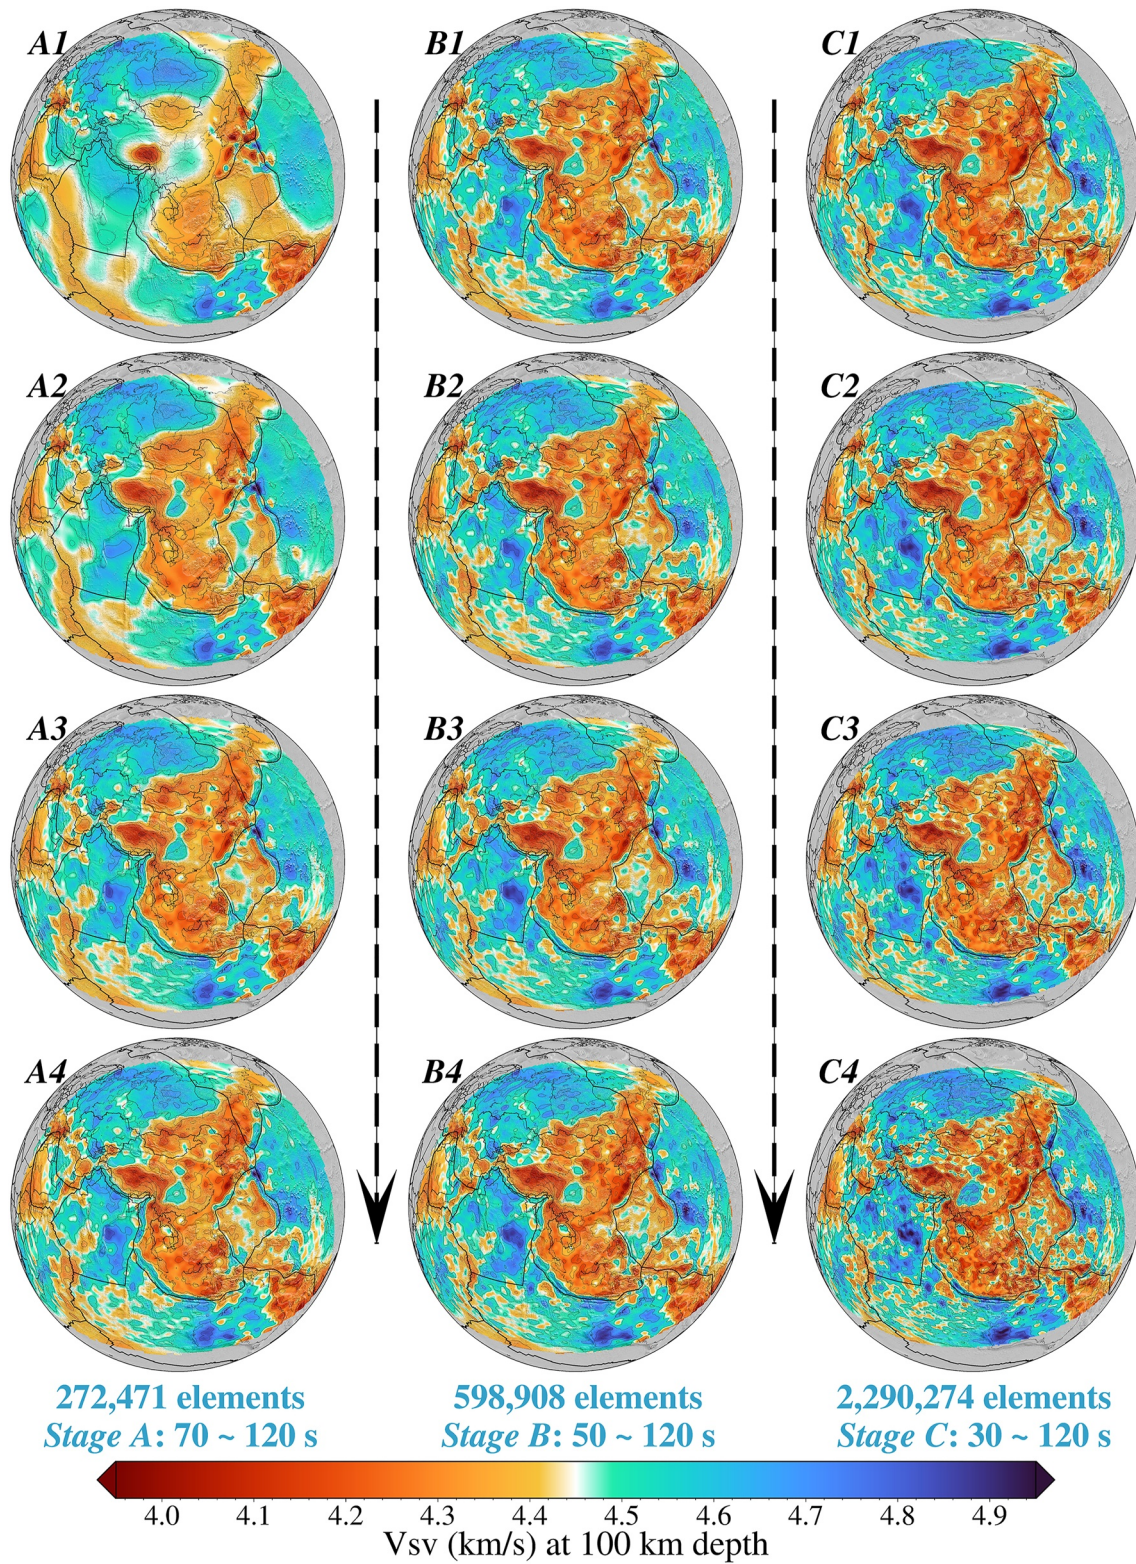 A1 B1 C1
A2 B2 C2
A3 B3 C3
A4 B4 C4
272,471 elements 598,908 elements 2,290,274 elements
Stage A: 70 ~ 120 s Stage B: 50 ~ 120 s Stage C: 30 ~ 120 s
4.0 4.1 4.2 4.3 4.4 4.5 4.6 4.7 4.8 4.9
Vsv (km/s) at 100 km depth